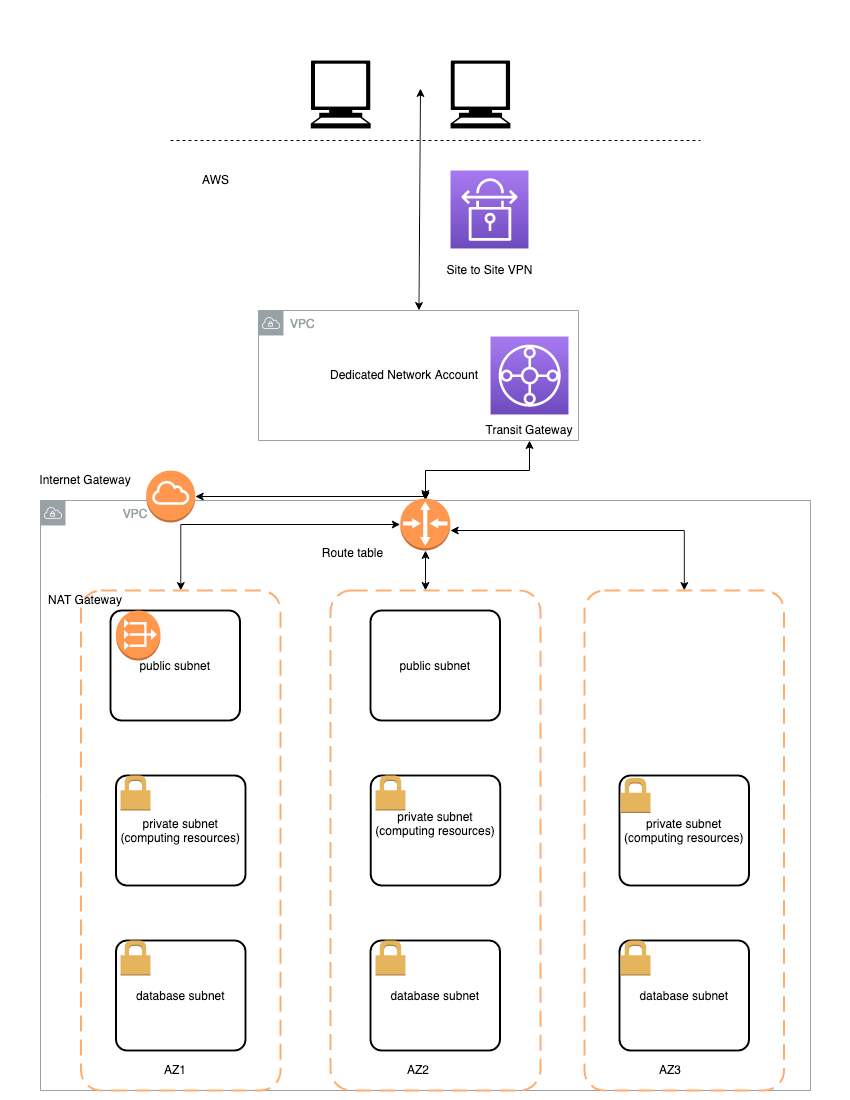 AWS
Site to Site VPN
VPC
Dedicated Network Account
Transit Gateway
Internet Gateway
VPC
Route table
NAT Gateway
public subnet
public subnet
private subnet
(computing resources)
private subnet
(computing resources)
private subnet
(computing resources)
database subnet
database subnet
database subnet
AZ1
AZ2
AZ3